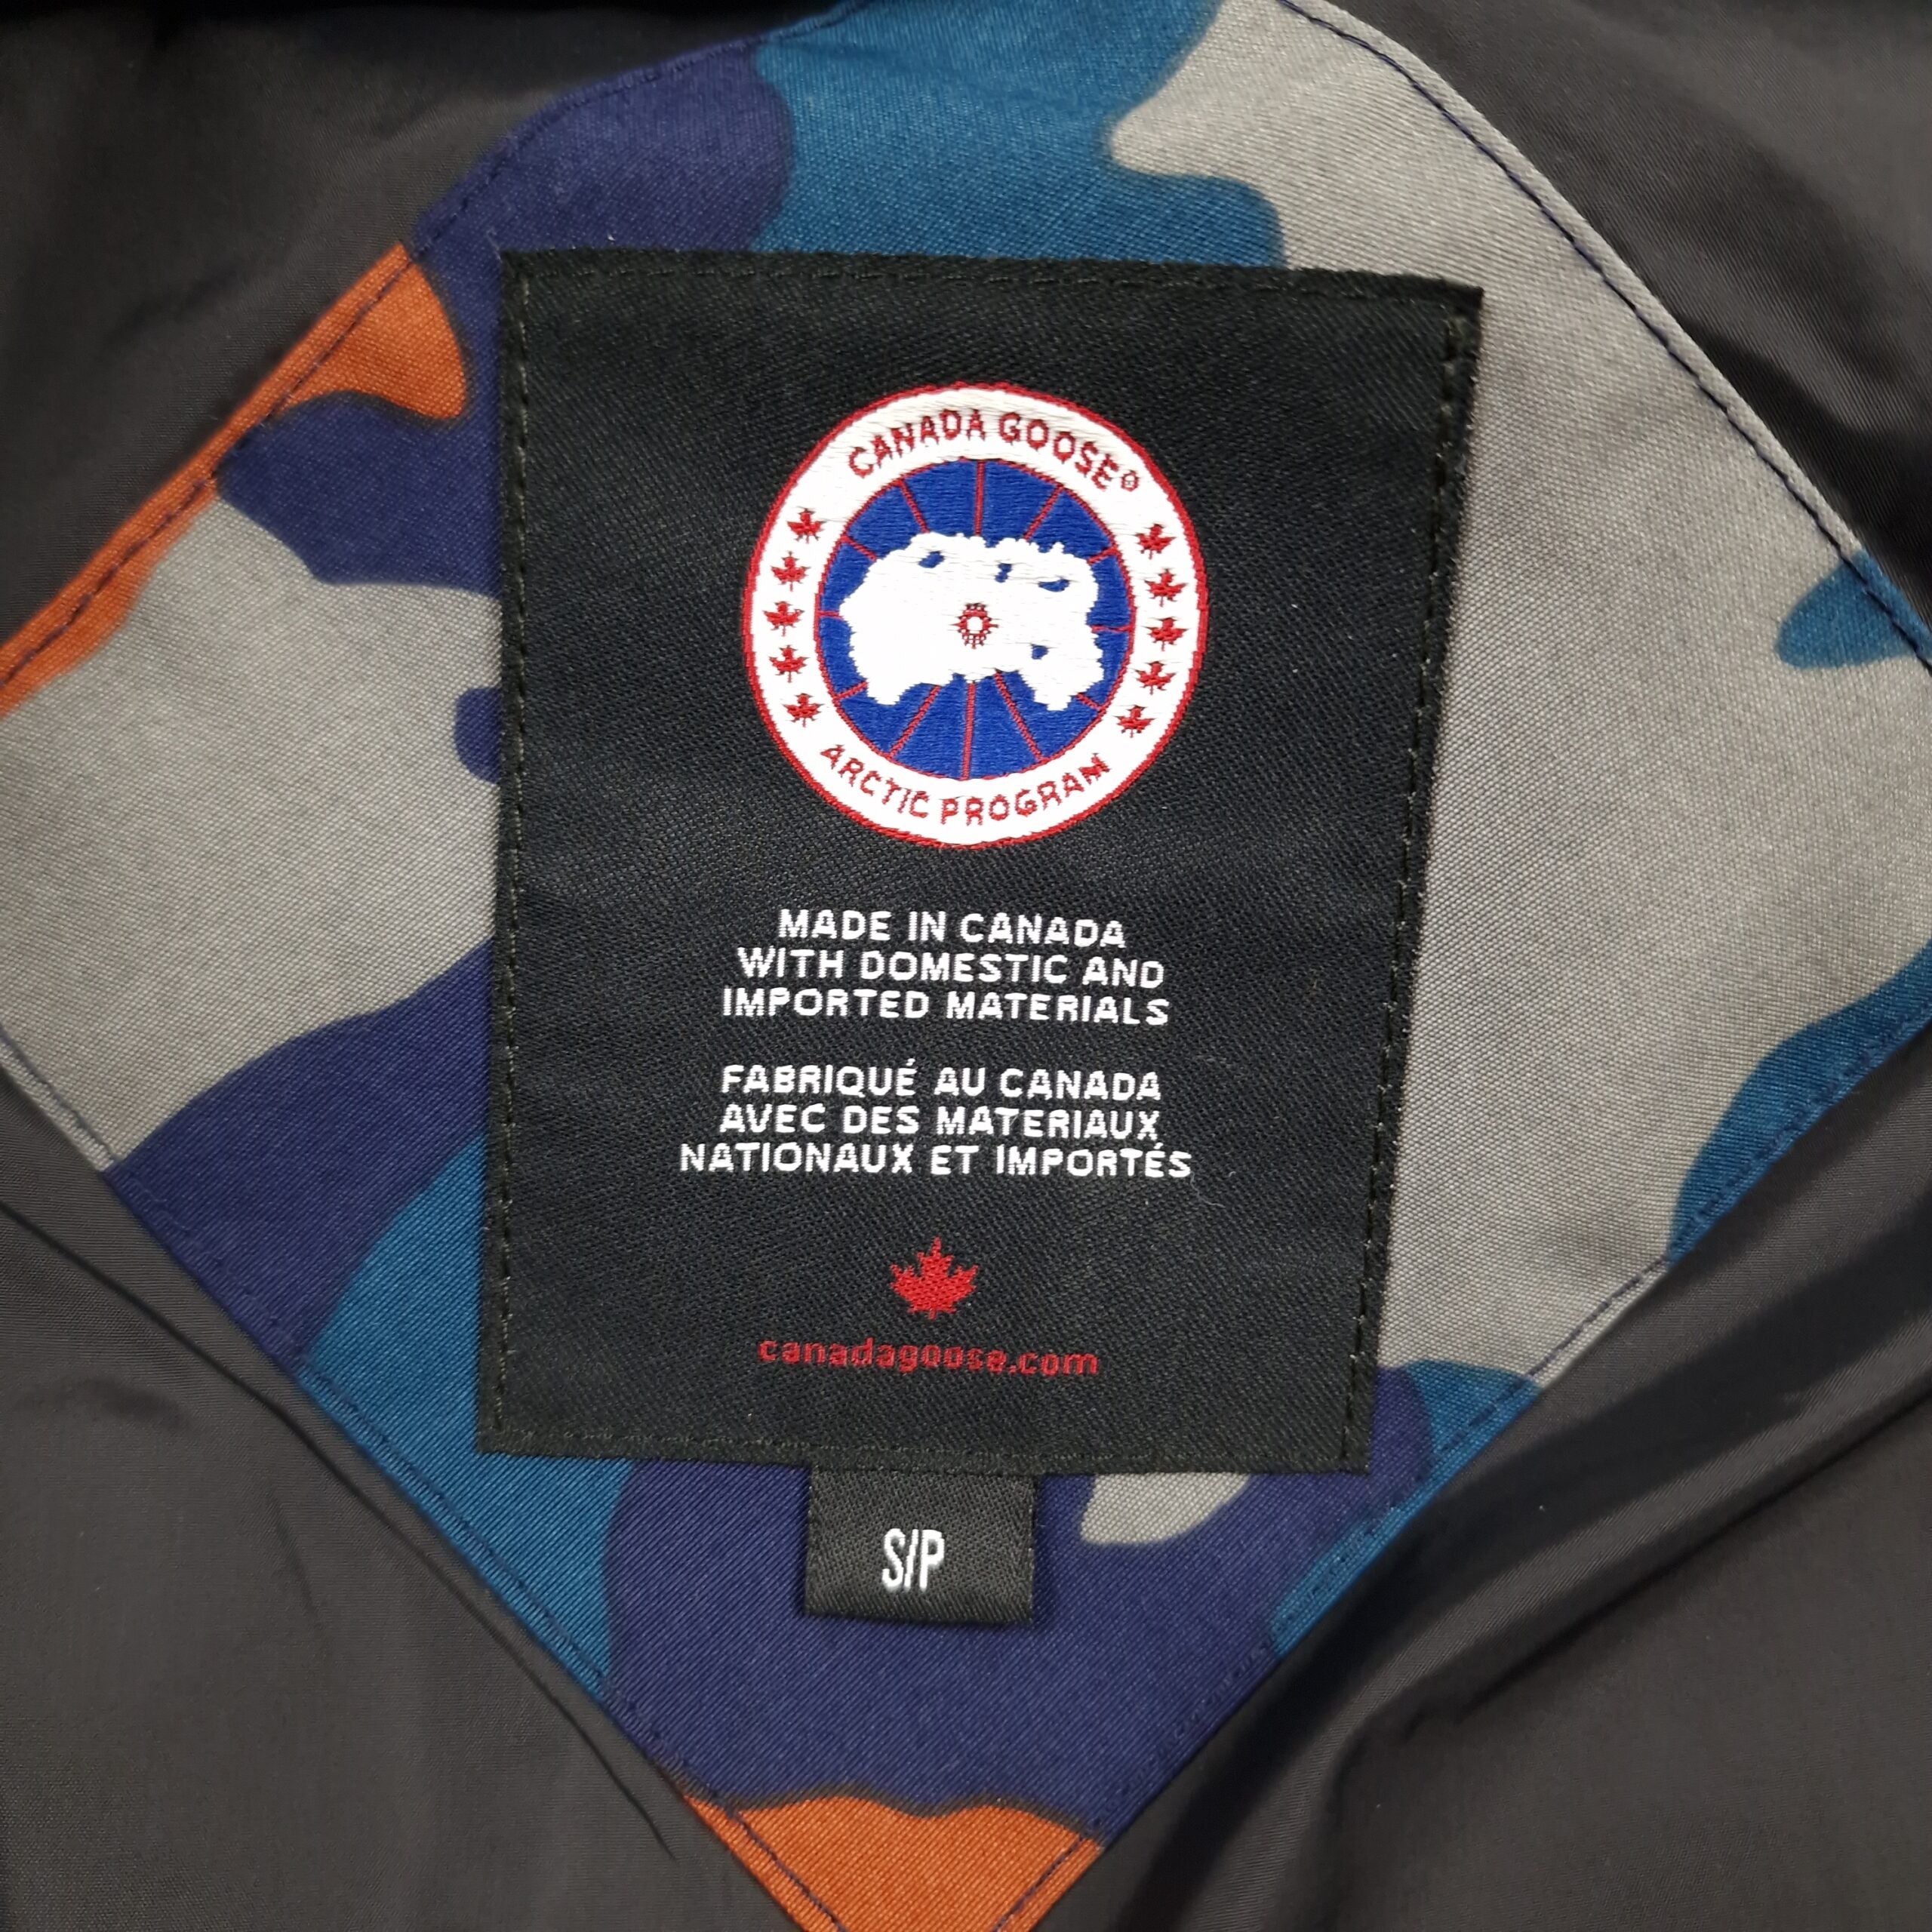 CANADA GOOSE®
ARCTIC PROGRAM
MADE IN CANADA
WITH DOMESTIC AND
IMPORTED MATERIALS
FABRIQUÉ AU CANADA
AVEC DES MATERIAUX
NATIONAUX ET IMPORTÉS
canadagoose.com
S/P